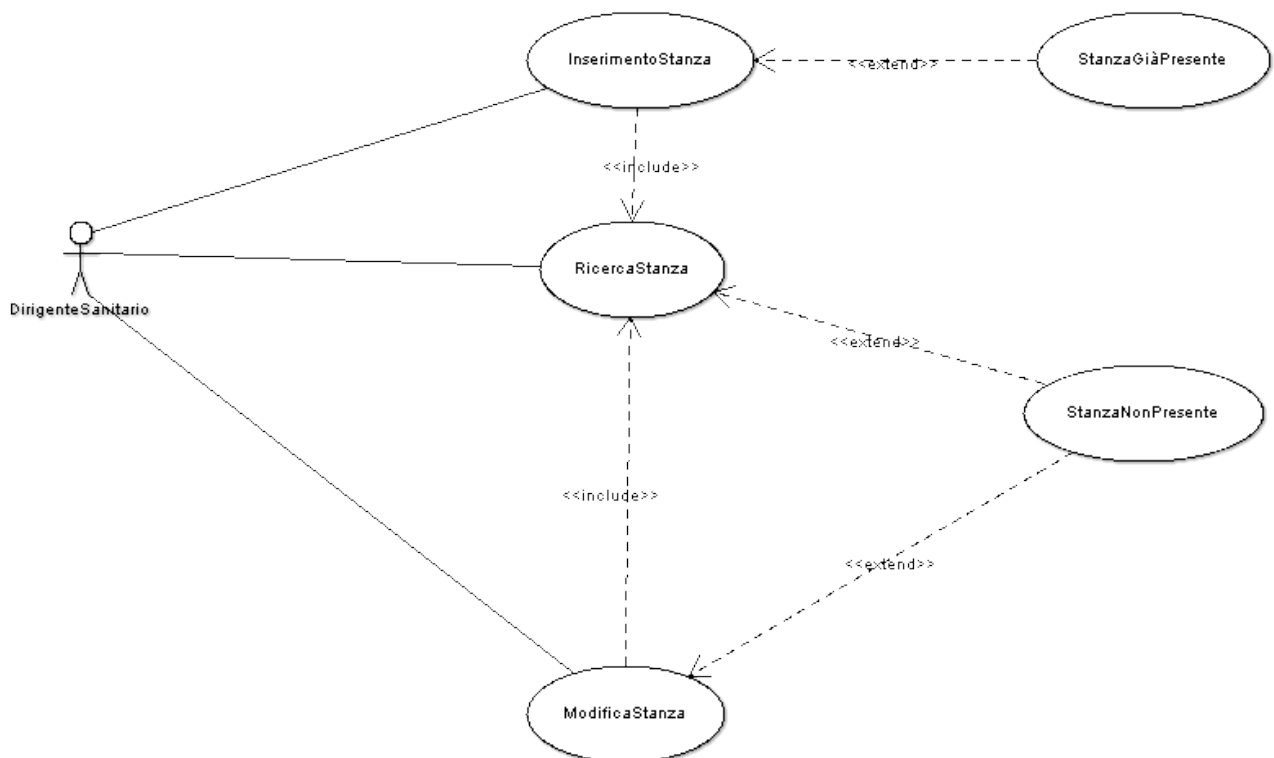 InserimentoStanza
<<extend>>
StanzaGiàPresente
<<include>>
RicercaStanza
DirigenteSanitario
<<extend>>
StanzaNonPresente
<<include>>
<<extend>>
ModificaStanza